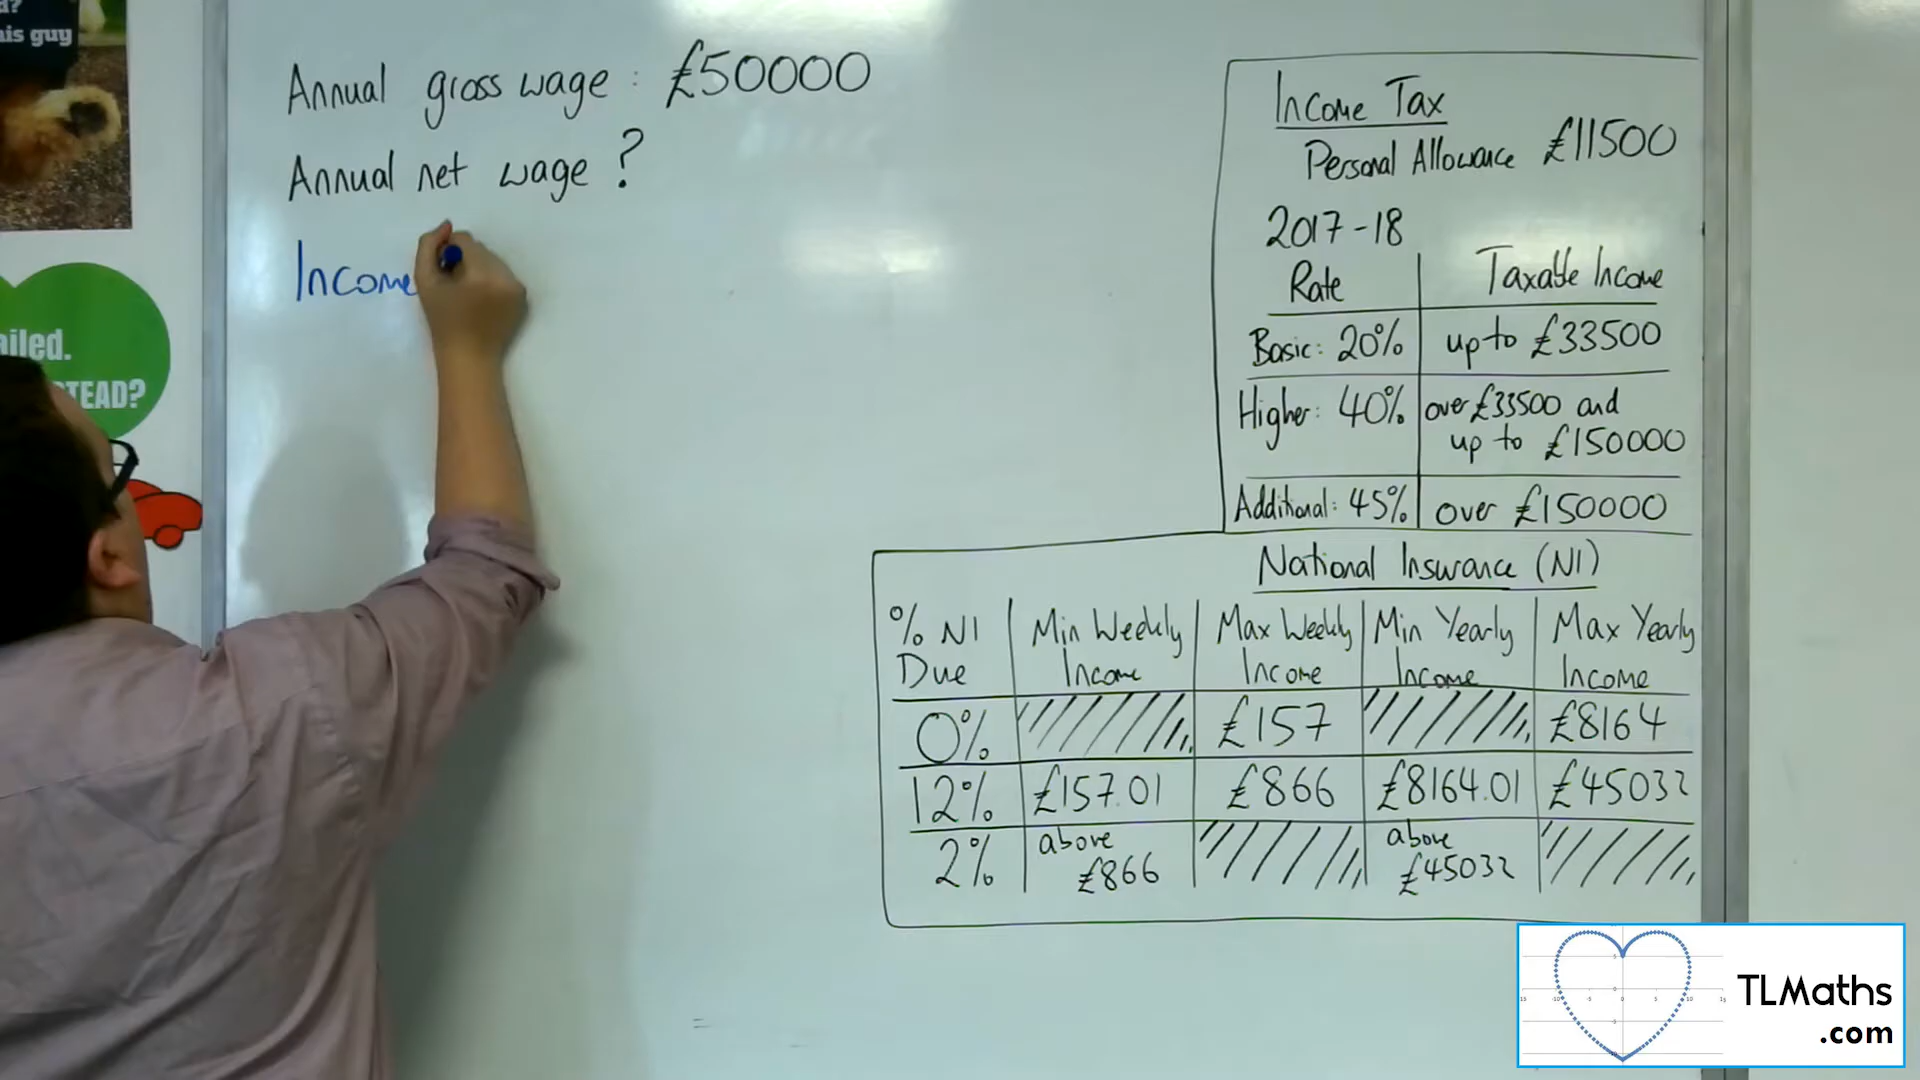 is guy
ailed.
STEAD?
Annual gross wage : £50000
Annual net wage ?
Income
Income Tax
Personal Allowance £11500
2017-18
Rate Taxable Income
Basic: 20% up to £33500
Higher: 40% over £33500 and
up to £150000
Additional: 45% over £150000
National Insurance (NI)
% NI Min Weekly Max Weekly Min Yearly Max Yearly
Due Income Income Income Income
0% £157 £8164
12% £157.01 £866 £8164.01 £45032
2% above £866 above £45032
TLMaths
.com